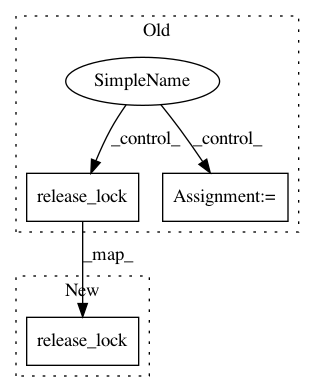 Old
SimpleName
_control_
_control_
release_lock
Assignment:=
_map_
New
release_lock